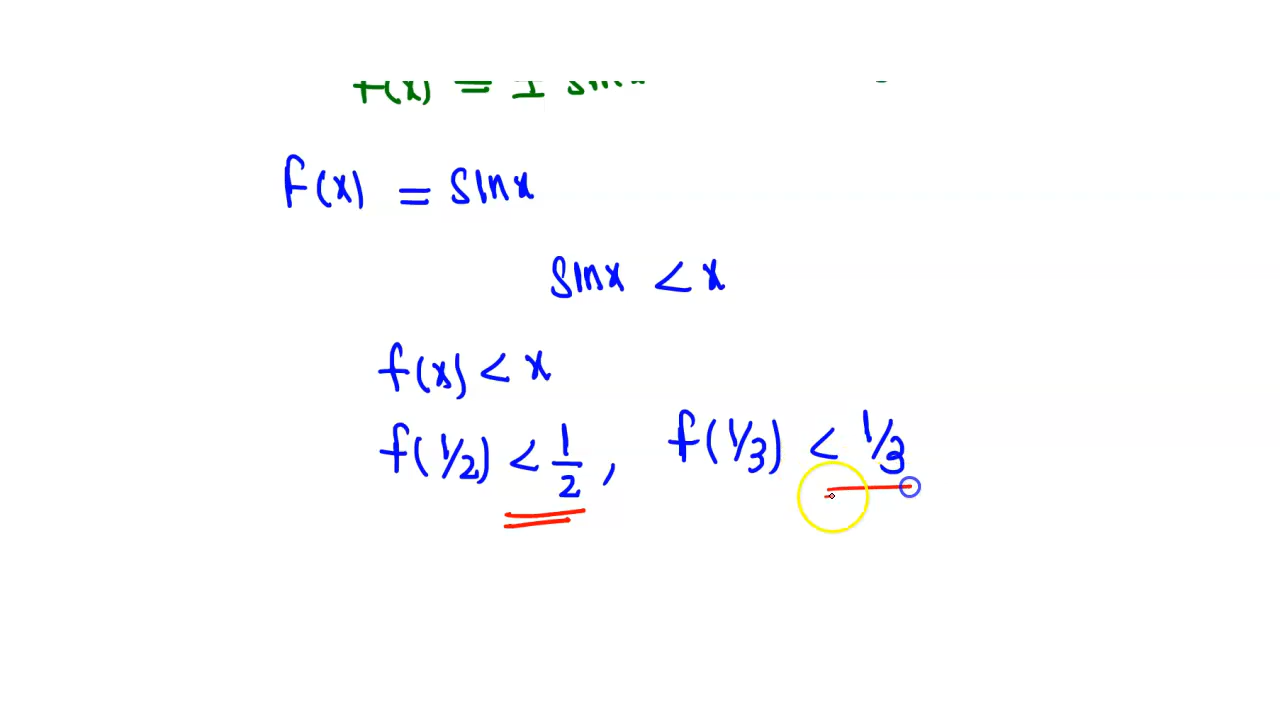 f(x) = sinx
sinx < x
f(x) < x
f(1/2) < 1/2 , f(1/3) < 1/3